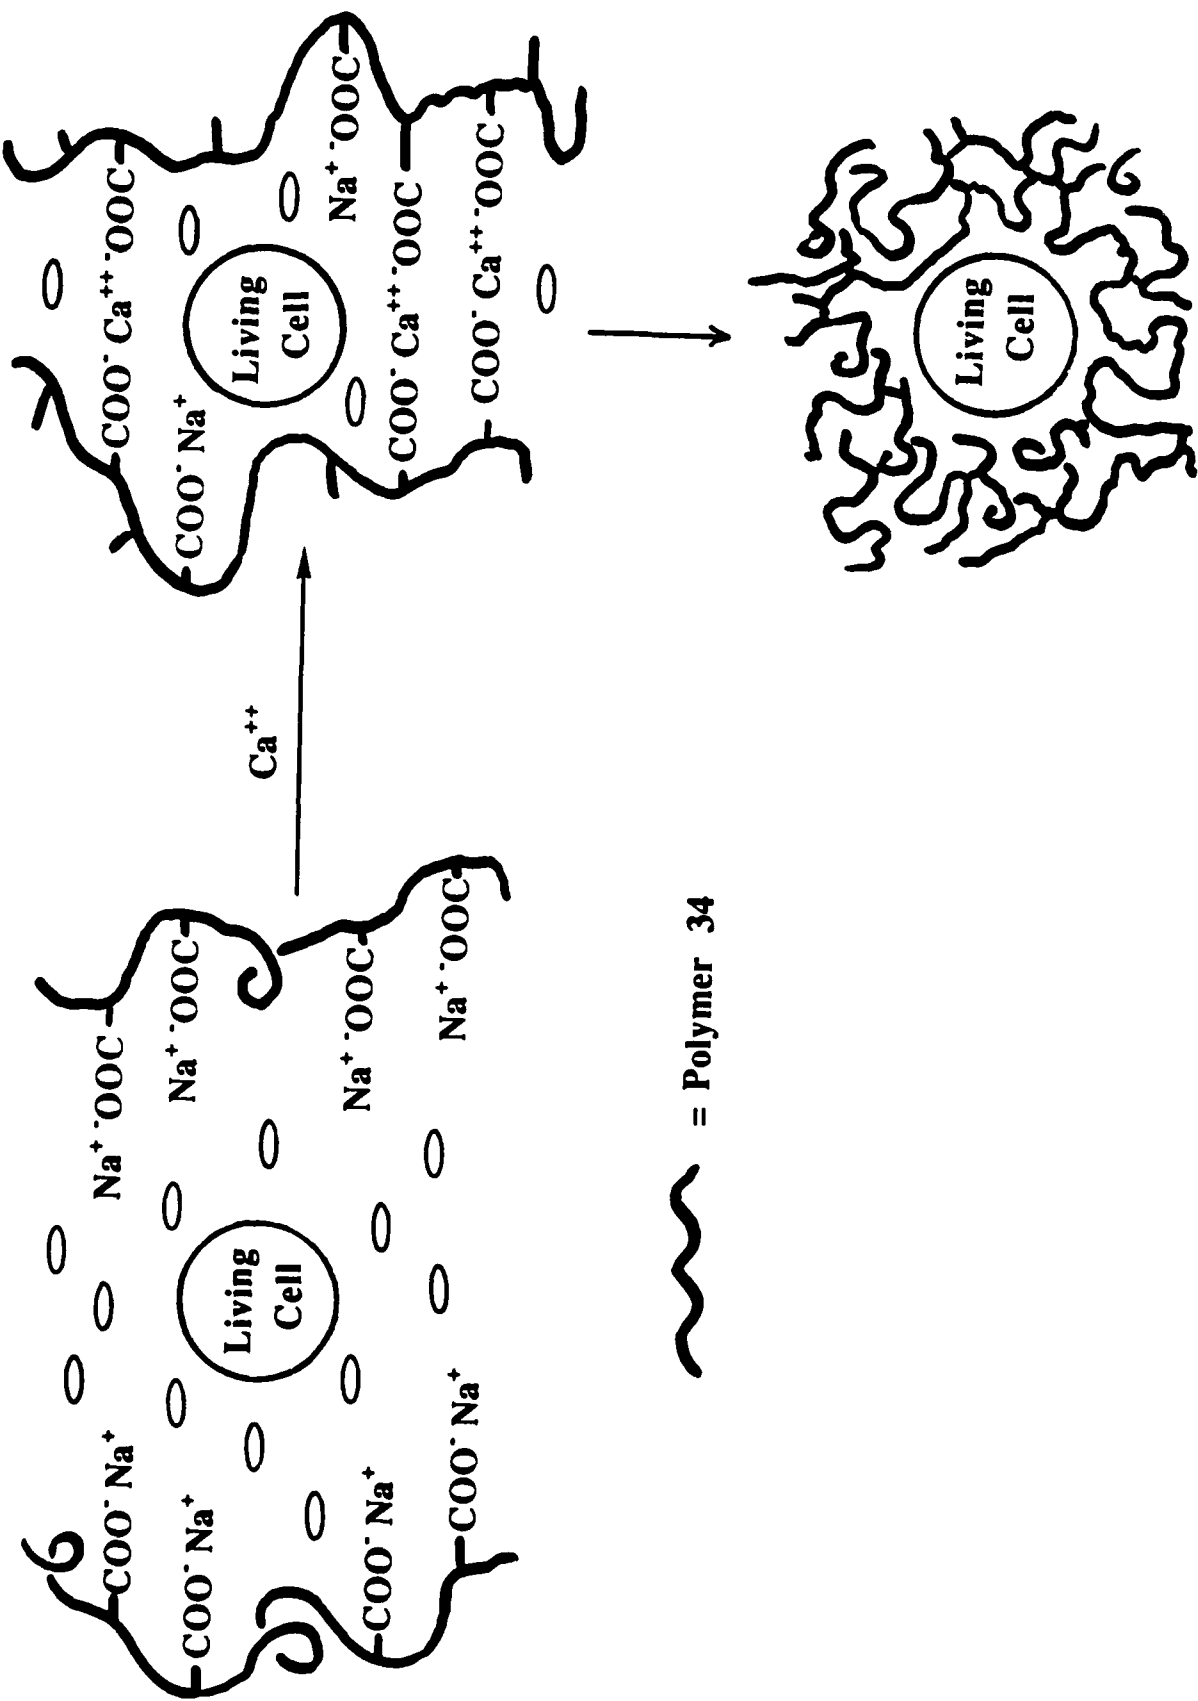 COO⁻ Na⁺ Na⁺ ⁻OOC
COO⁻ Na⁺ Na⁺ ⁻OOC
Living
Cell
COO⁻ Na⁺ Na⁺ ⁻OOC
COO⁻ Na⁺ Na⁺ ⁻OOC
Ca⁺⁺
COO⁻ Ca⁺⁺ ⁻OOC
COO⁻ Na⁺
Living
Cell
Na⁺ ⁻OOC
COO⁻ Ca⁺⁺ ⁻OOC
COO⁻ Ca⁺⁺ ⁻OOC
= Polymer 34
Living
Cell